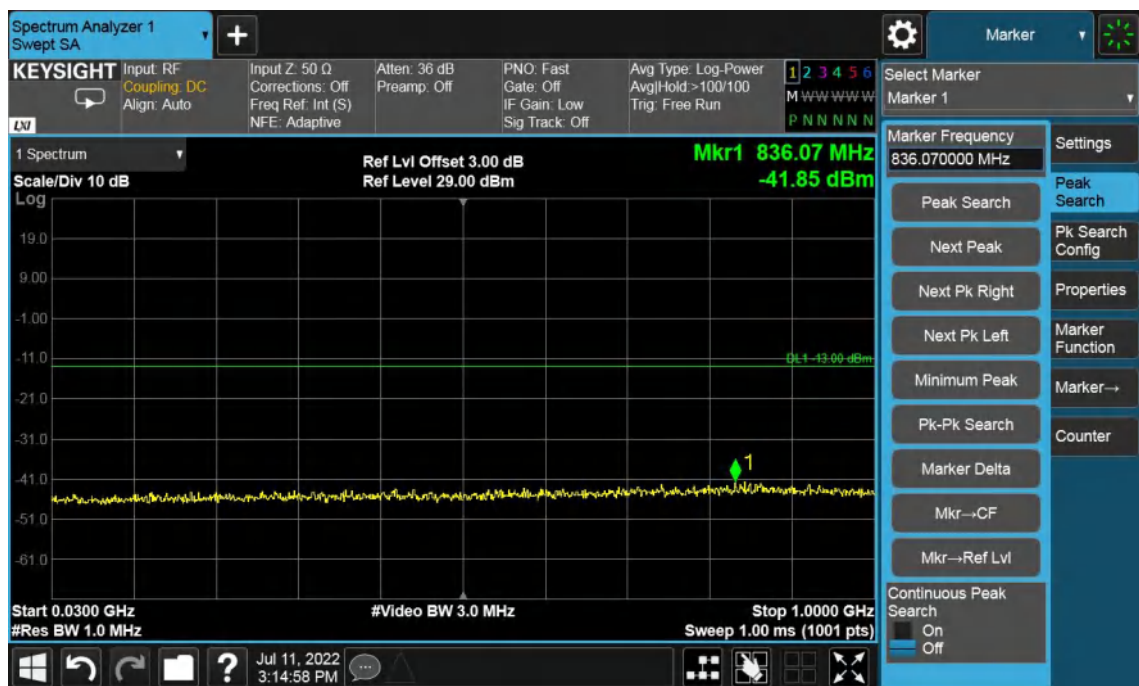 Spectrum Analyzer 1
Swept SA
Marker
KEYSIGHT
LXI
Input: RF
Coupling: DC
Align: Auto
Input Z: 50 Ω
Corrections: Off
Freq Ref: Int (S)
NFE: Adaptive
Atten: 36 dB
Preamp: Off
PNO: Fast
Gate: Off
IF Gain: Low
Sig Track: Off
Avg Type: Log-Power
Avg|Hold:>100/100
Trig: Free Run
1 2 3 4 5 6
M W W W W W
P N N N N N
Select Marker
Marker 1
1 Spectrum
Scale/Div 10 dB
Log
Ref Lvl Offset 3.00 dB
Ref Level 29.00 dBm
Mkr1 836.07 MHz
-41.85 dBm
19.0
9.00
-1.00
-11.0
-21.0
-31.0
-41.0
-51.0
-61.0
DL1 -13.00 dBm
1
Start 0.0300 GHz
#Res BW 1.0 MHz
#Video BW 3.0 MHz
Stop 1.0000 GHz
Sweep 1.00 ms (1001 pts)
Marker Frequency
836.070000 MHz
Peak Search
Next Peak
Next Pk Right
Next Pk Left
Minimum Peak
Pk-Pk Search
Marker Delta
Mkr→CF
Mkr→Ref Lvl
Continuous Peak
Search
On
Off
Settings
Peak
Search
Pk Search
Config
Properties
Marker
Function
Marker→
Counter
?
Jul 11, 2022
3:14:58 PM